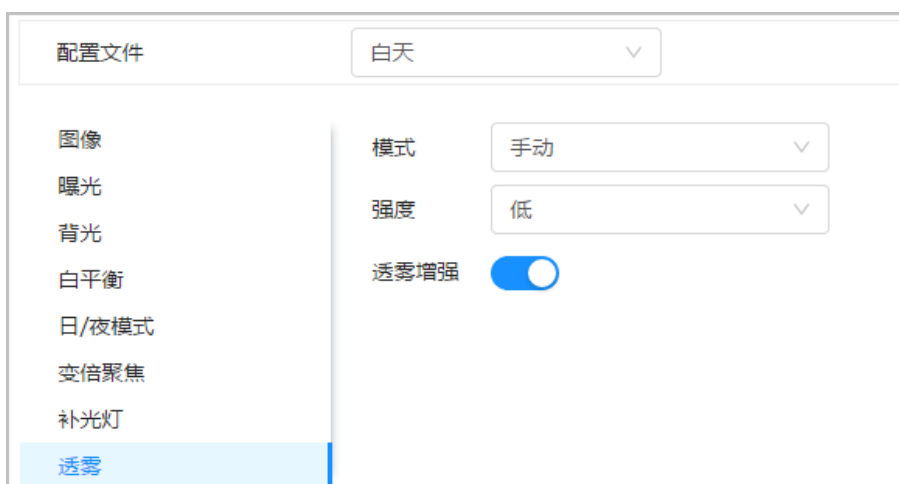 配置文件 白天
图像
曝光
背光
白平衡
日/夜模式
变倍聚焦
补光灯
透雾
模式 手动
强度 低
透雾增强